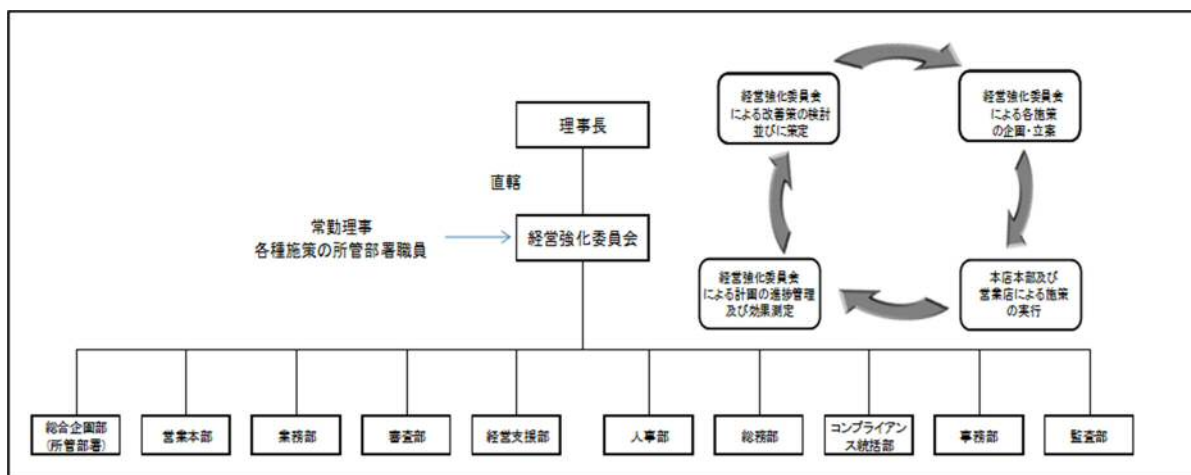 理事長
直轄
常勤理事
各種施策の所管部署職員
経営強化委員会
経営強化委員会
による改善策の検討
並びに策定
経営強化委員会
による各施策
の企画・立案
経営強化委員会
による計画の進捗管理
及び効果測定
本店本部及び
営業店による施策
の実行
総合企画部
(所管部署)
営業本部
業務部
審査部
経営支援部
人事部
総務部
コンプライアン
ス統括部
事務部
監査部